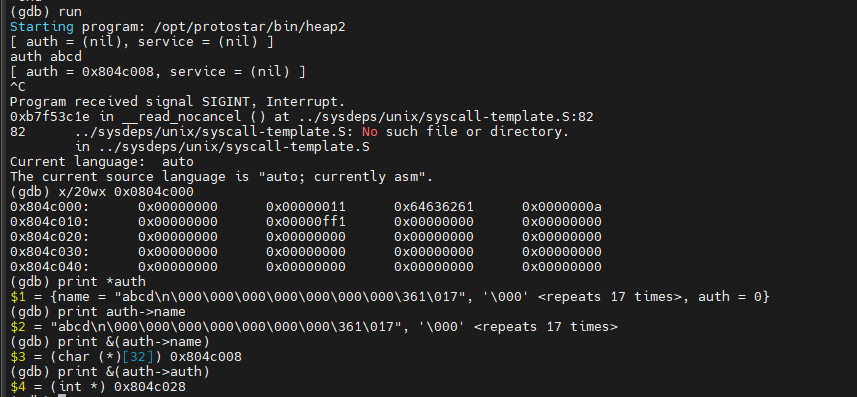 (gdb) run
Starting program: /opt/protostar/bin/heap2
[ auth = (nil), service = (nil) ]
auth abcd
[ auth = 0x804c008, service = (nil) ]
^C
Program received signal SIGINT, Interrupt.
0xb7f53c1e in __read_nocancel () at ../sysdeps/unix/syscall-template.S:82
82      ../sysdeps/unix/syscall-template.S: No such file or directory.
        in ../sysdeps/unix/syscall-template.S
Current language:  auto
The current source language is "auto; currently asm".
(gdb) x/20wx 0x0804c000
0x804c000:      0x00000000      0x00000011      0x64636261      0x0000000a
0x804c010:      0x00000ff1      0x00000000      0x00000000
0x804c020:      0x00000000      0x00000000      0x00000000      0x00000000
0x804c030:      0x00000000      0x00000000      0x00000000      0x00000000
0x804c040:      0x00000000      0x00000000      0x00000000      0x00000000
(gdb) print *auth
$1 = {name = "abcd\n\000\000\000\000\000\000\000\361\017", '\000' <repeats 17 times>, auth = 0}
(gdb) print auth->name
$2 = "abcd\n\000\000\000\000\000\000\000\361\017", '\000' <repeats 17 times>
(gdb) print &(auth->name)
$3 = (char (*)[32]) 0x804c008
(gdb) print &(auth->auth)
$4 = (int *) 0x804c028